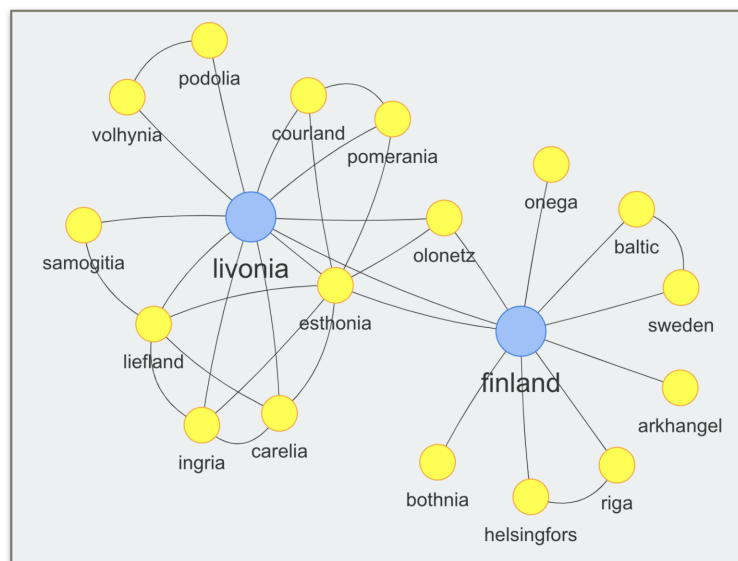 podolia
volhynia
courland
pomerania
onega
baltic
samogitia
livonia
olonetz
esthonia
sweden
liefland
finland
arkhangel
ingria
carelia
bothnia
helsingfors
riga